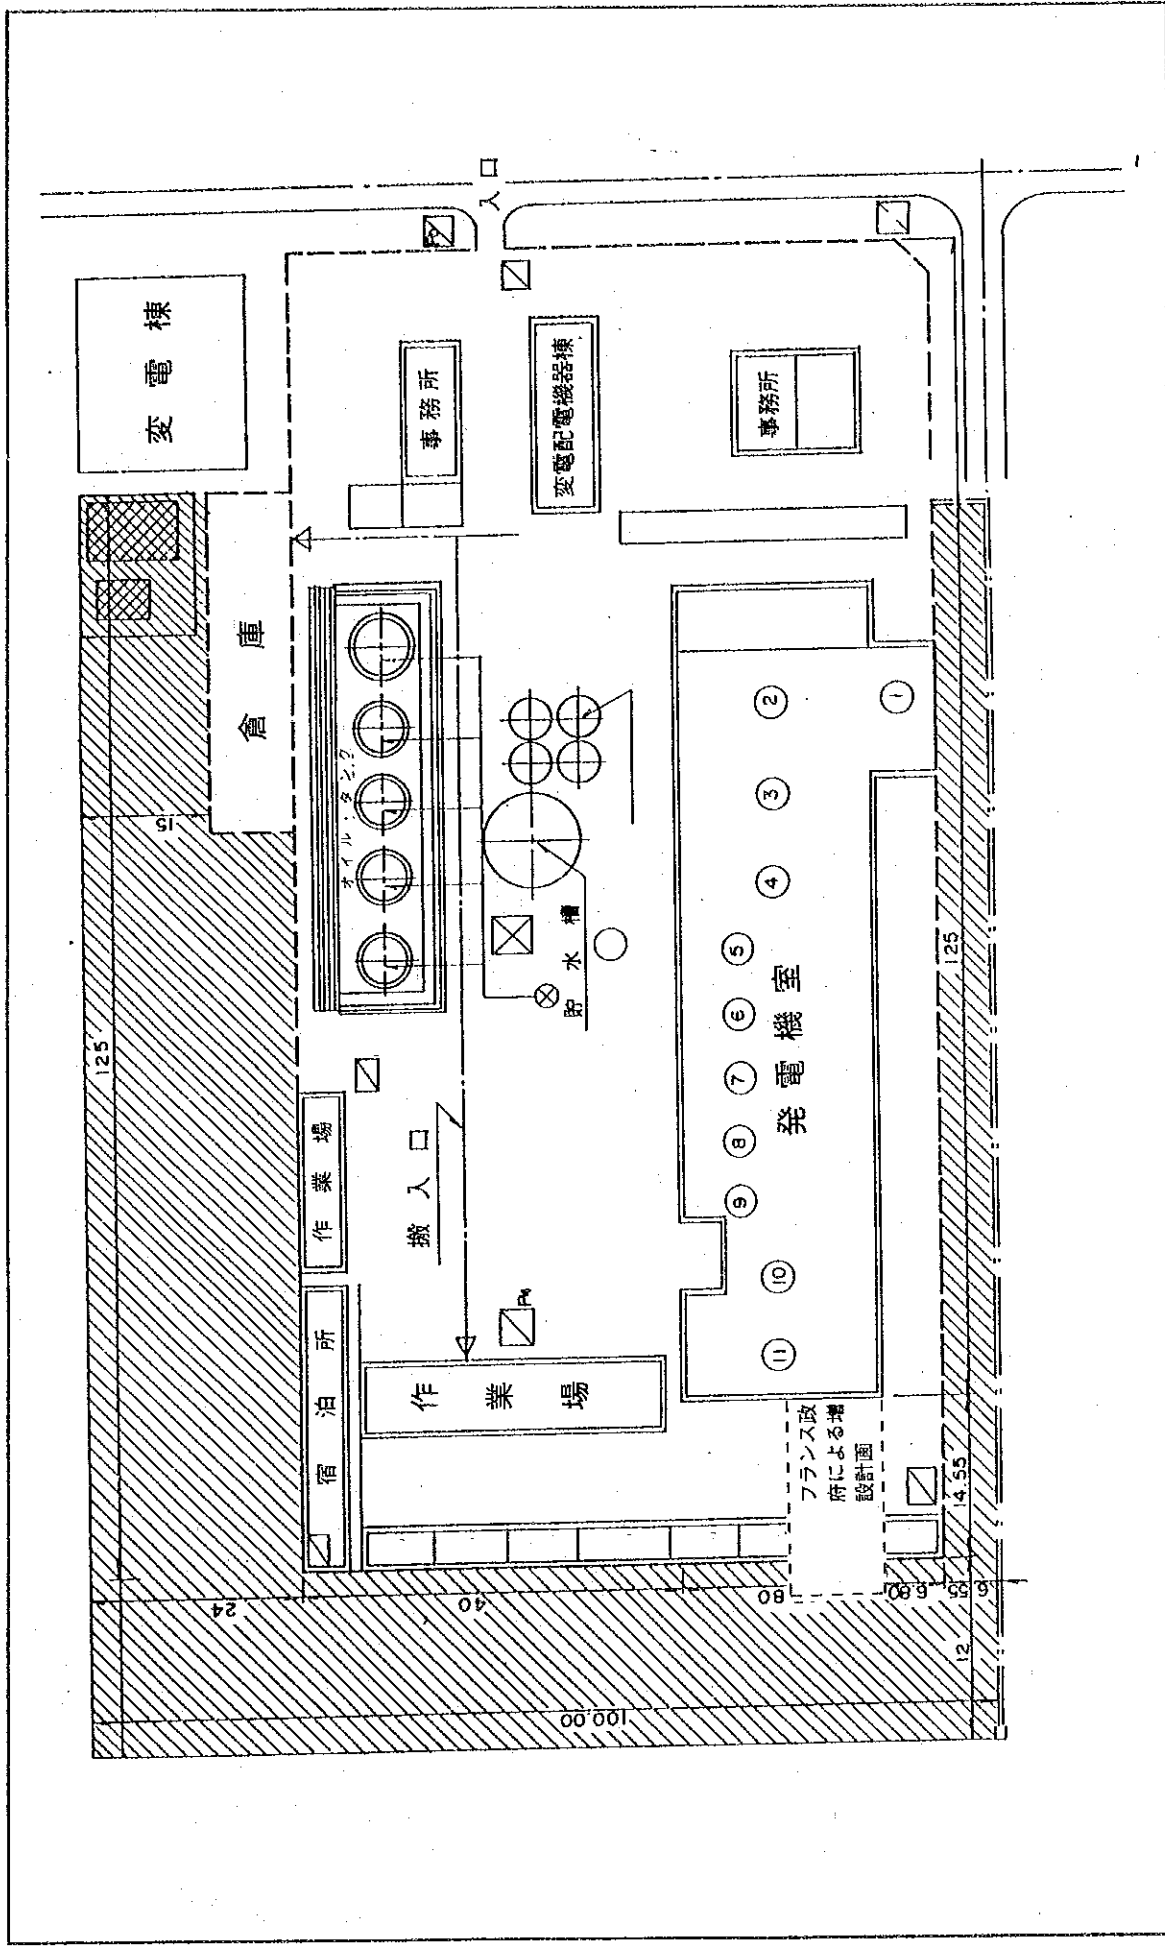 変電棟
入口
P3
事務所
変電配電機器棟
事務所
倉庫
15
125
オイル・タンク
貯水槽
作業場
搬入口
宿泊所
作業場
P4
発電機室
1
2
3
4
5
6
7
8
9
10
11
フランス政
府による増
設計画
125
14.55
24
40
80
6.80
6.55
12
100.00